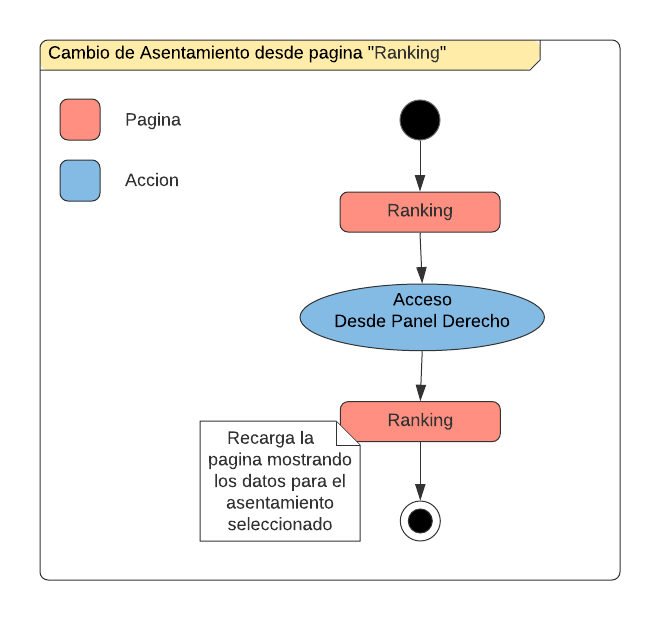 Cambio de Asentamiento desde pagina "Ranking"
Pagina
Accion
Ranking
Acceso
Desde Panel Derecho
Ranking
Recarga la
pagina mostrando
los datos para el
asentamiento
seleccionado